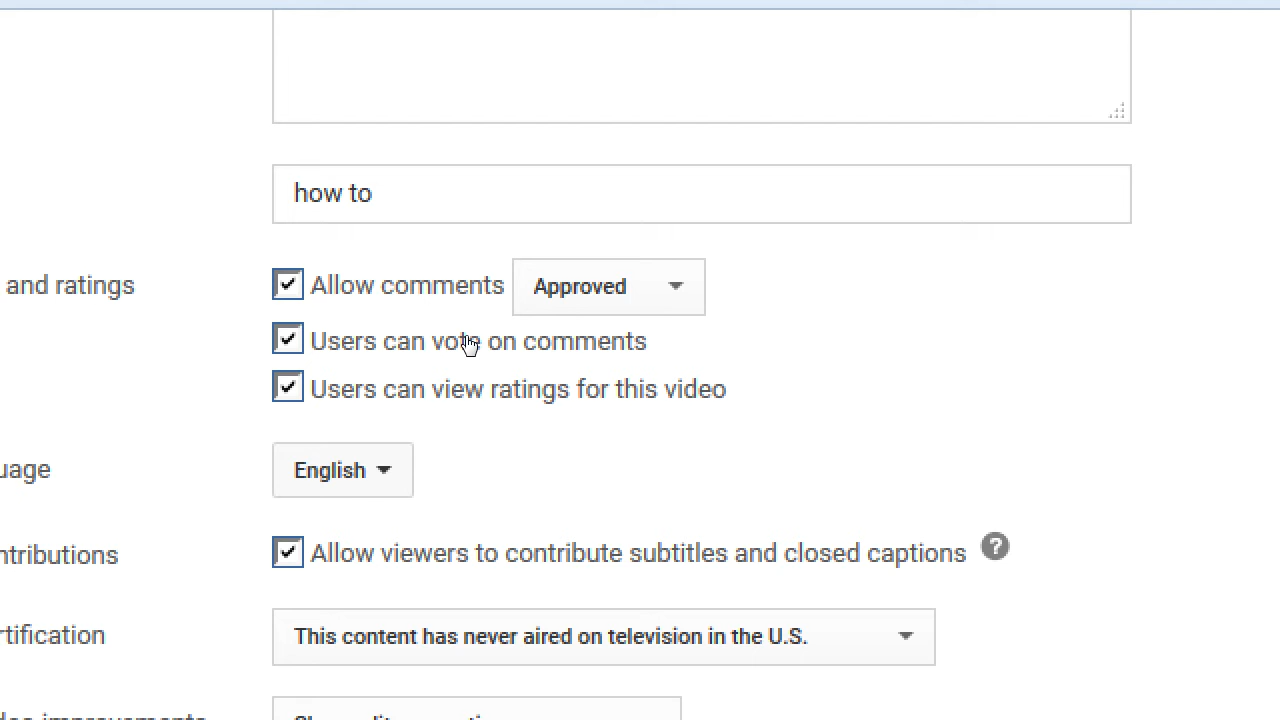 how to
and ratings
Allow comments
Approved
Users can vote on comments
Users can view ratings for this video
uage
English
ntributions
Allow viewers to contribute subtitles and closed captions
?
rtification
This content has never aired on television in the U.S.